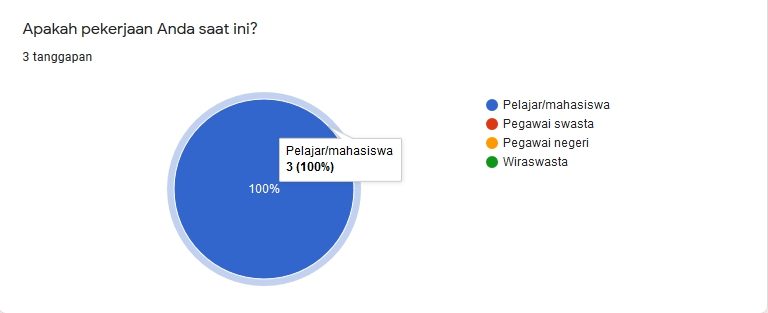 Apakah pekerjaan Anda saat ini?
3 tanggapan
Pelajar/mahasiswa
3 (100%)
100%
Pelajar/mahasiswa
Pegawai swasta
Pegawai negeri
Wiraswasta